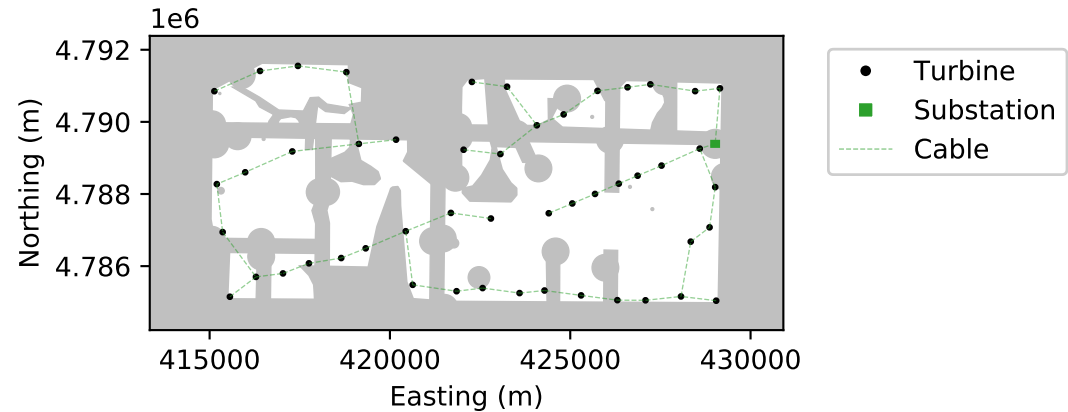 1e6
4.792
4.790
4.788
4.786
Northing (m)
415000 420000 425000 430000
Easting (m)
Turbine
Substation
Cable